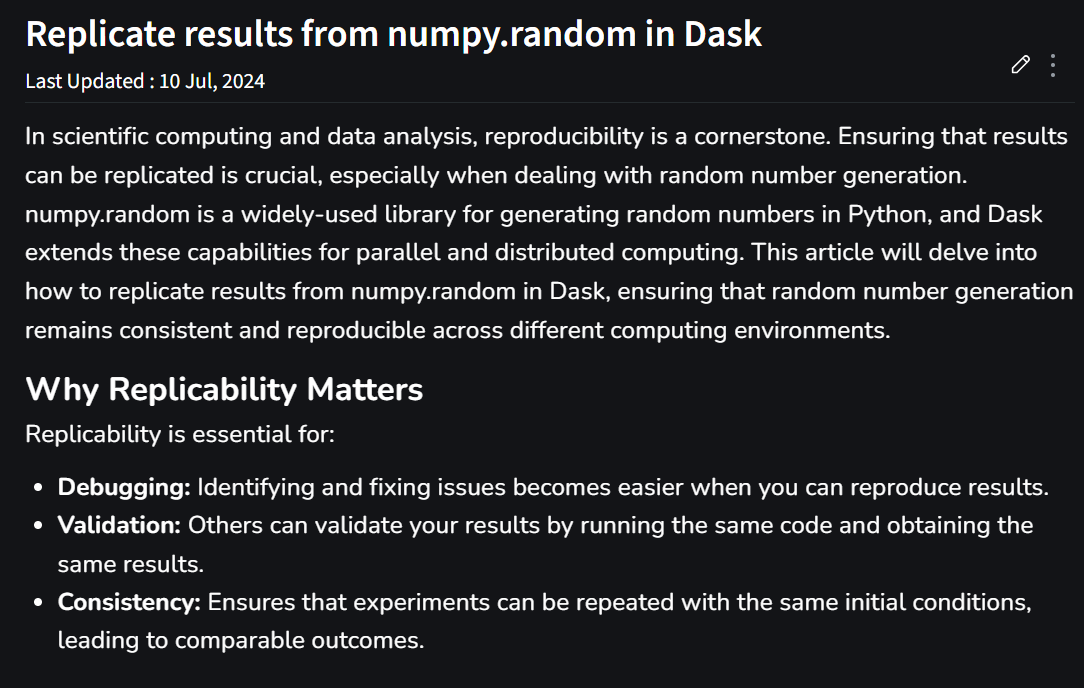 Replicate results from numpy.random in Dask
Last Updated : 10 Jul, 2024
In scientific computing and data analysis, reproducibility is a cornerstone. Ensuring that results
can be replicated is crucial, especially when dealing with random number generation.
numpy.random is a widely-used library for generating random numbers in Python, and Dask
extends these capabilities for parallel and distributed computing. This article will delve into
how to replicate results from numpy.random in Dask, ensuring that random number generation
remains consistent and reproducible across different computing environments.
Why Replicability Matters
Replicability is essential for:
• Debugging: Identifying and fixing issues becomes easier when you can reproduce results.
• Validation: Others can validate your results by running the same code and obtaining the
same results.
• Consistency: Ensures that experiments can be repeated with the same initial conditions,
leading to comparable outcomes.